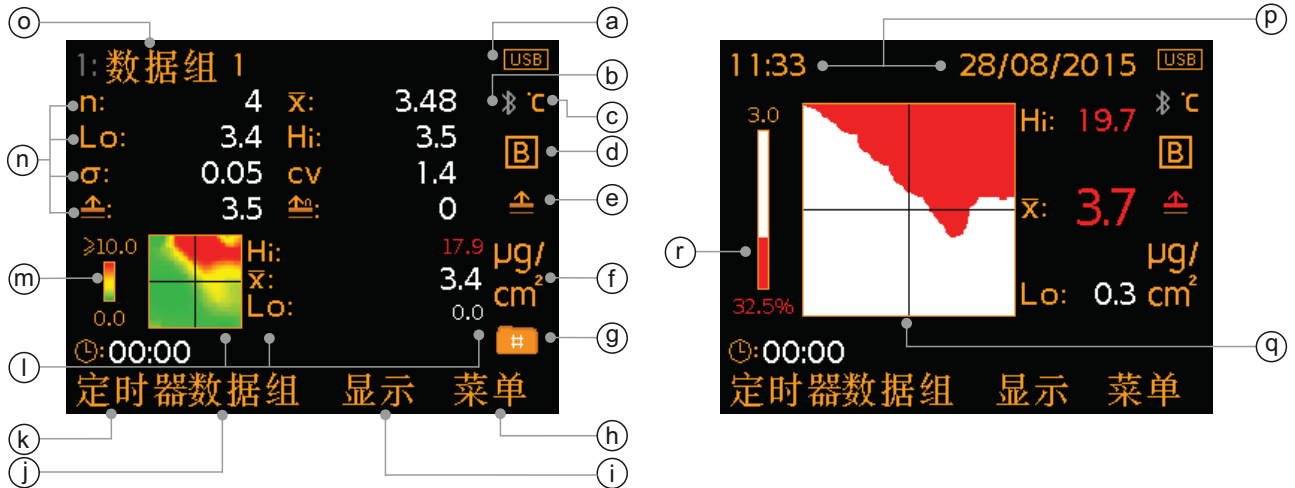 o a p
1: 数据组 1 USB
n: 4 x̅: 3.48 b
Lo: 3.4 Hi: 3.5 ℃ c
n
σ: 0.05 cv 1.4 B d
: 3.5 n: 0 e
≥10.0 Hi: 17.9 µg/
m x̅: 3.4 cm² f
0.0 Lo: 0.0
# g
l :00:00
定时器 数据组 显示 菜单
k j i h
11:33 28/08/2015 USB
3.0 Hi: 19.7 ℃
B
x̅: 3.7
r µg/
32.5% Lo: 0.3 cm²
q
:00:00
定时器 数据组 显示 菜单